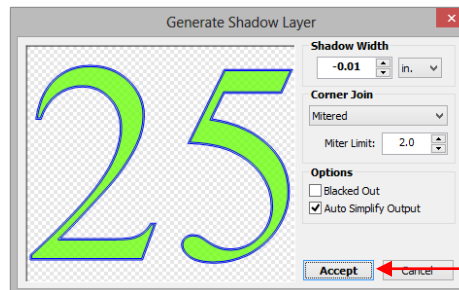 Generate Shadow Layer
x
25
Shadow Width
-0.01 in.
Corner Join
Mitered
Miter Limit: 2.0
Options
Blacked Out
Auto Simplify Output
Accept Cancel